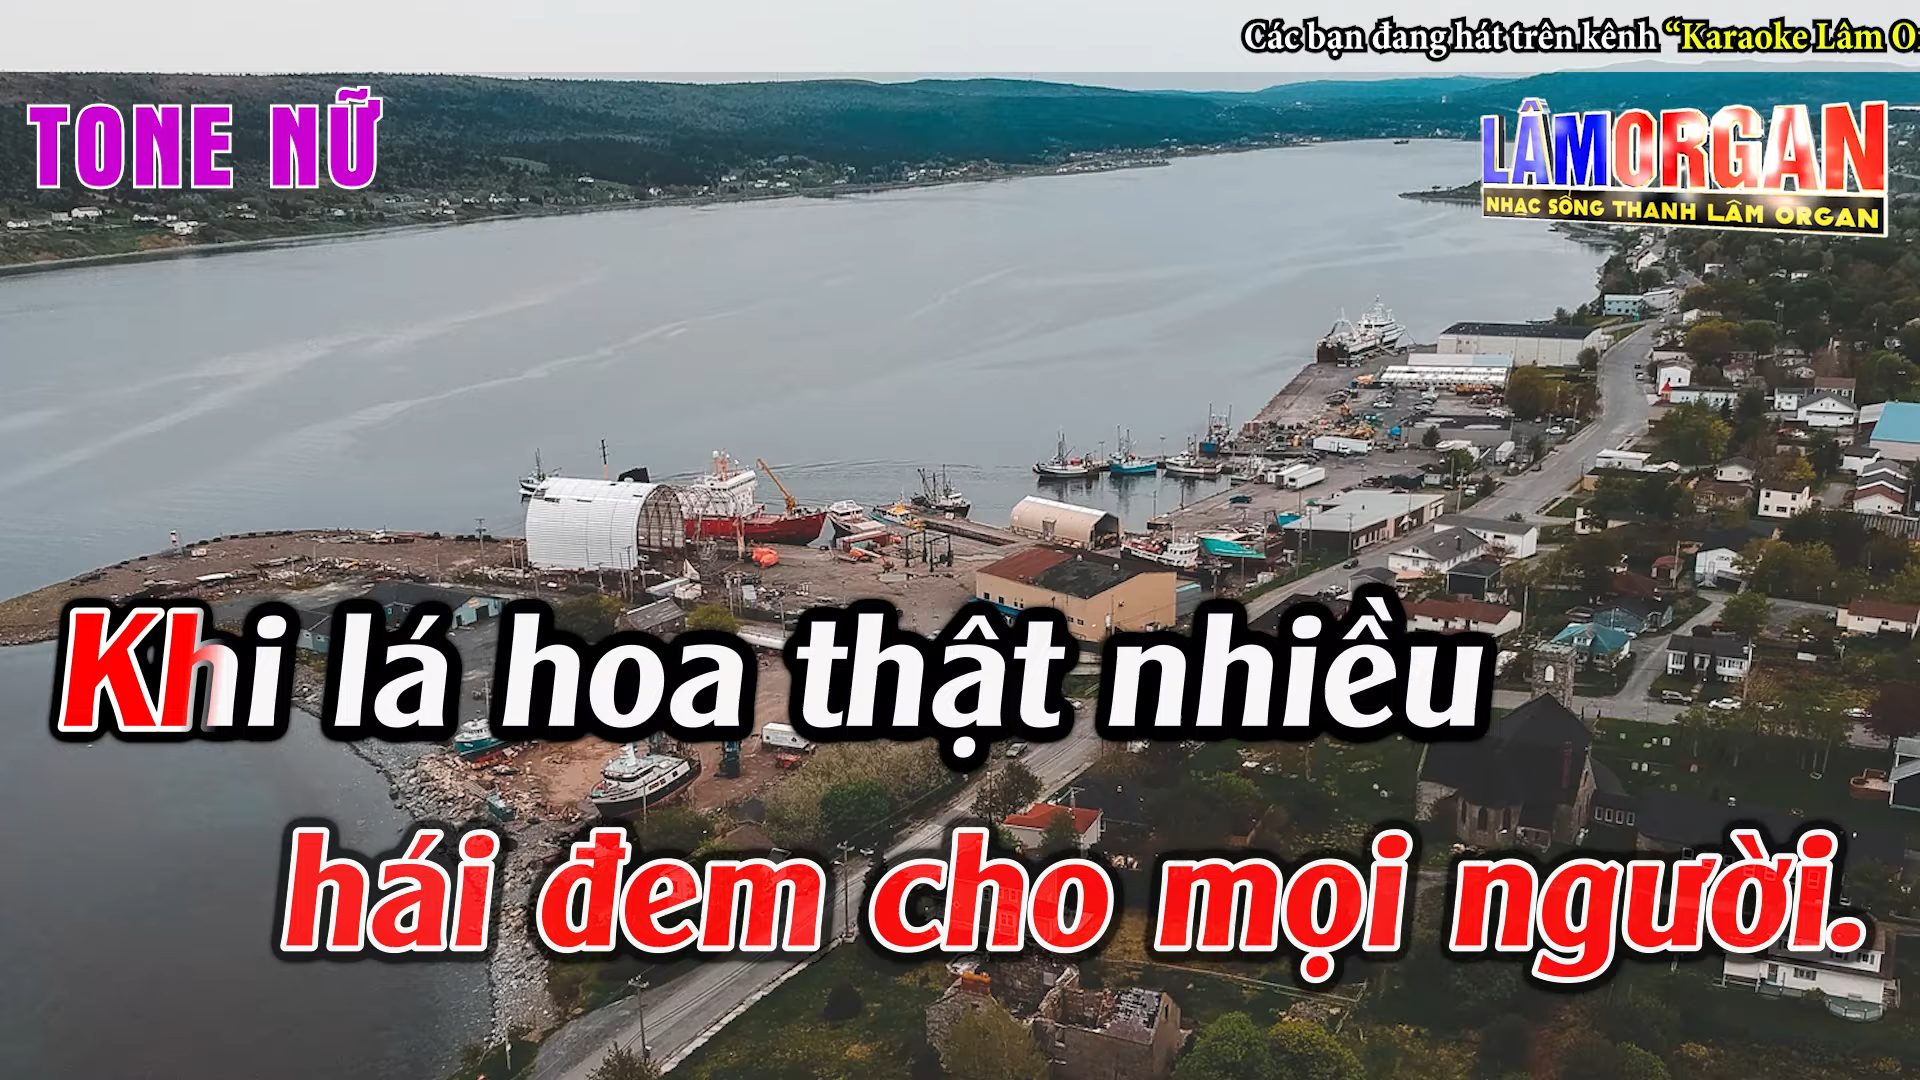 Các bạn đang hát trên kênh “Karaoke Lâm
TONE NỮ
LÂMORGAN
NHẠC SỐNG THANH LÂM ORGAN
Khi lá hoa thật nhiều
hái đem cho mọi người.